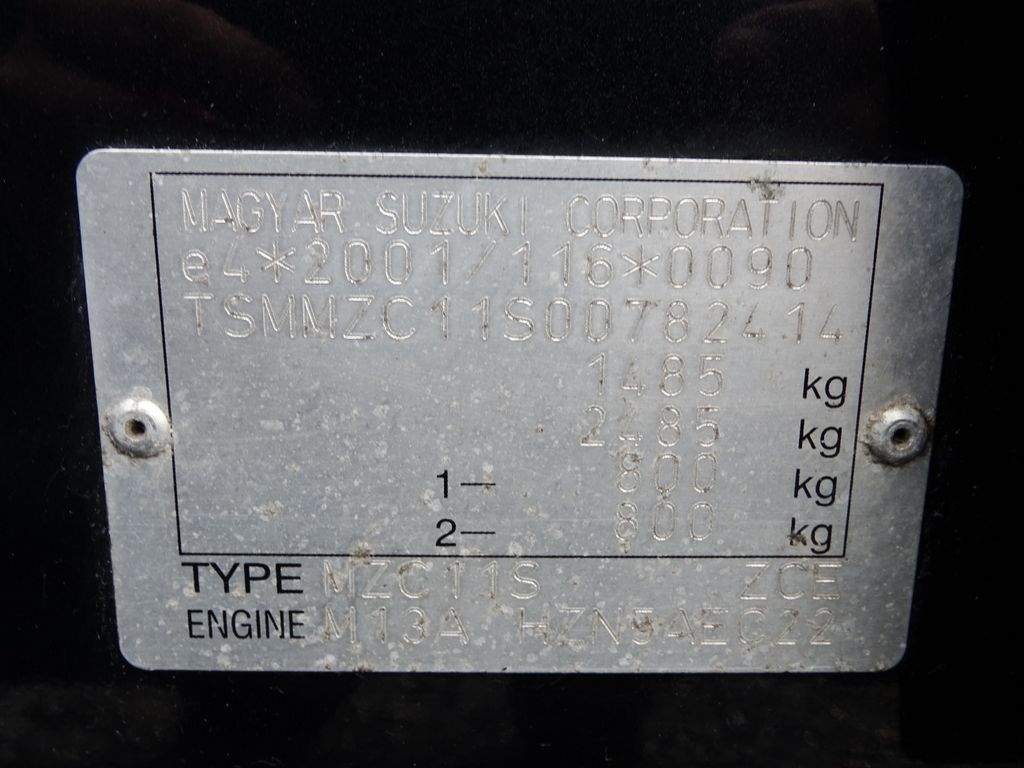 MAGYAR SUZUKI CORPORATION
e4*2001/116*0090
TSMMZC11S00782414
1485 kg
2485 kg
1— 800 kg
2— 800 kg
TYPE MZC11S ZCE
ENGINE M13A HZN5AEC22